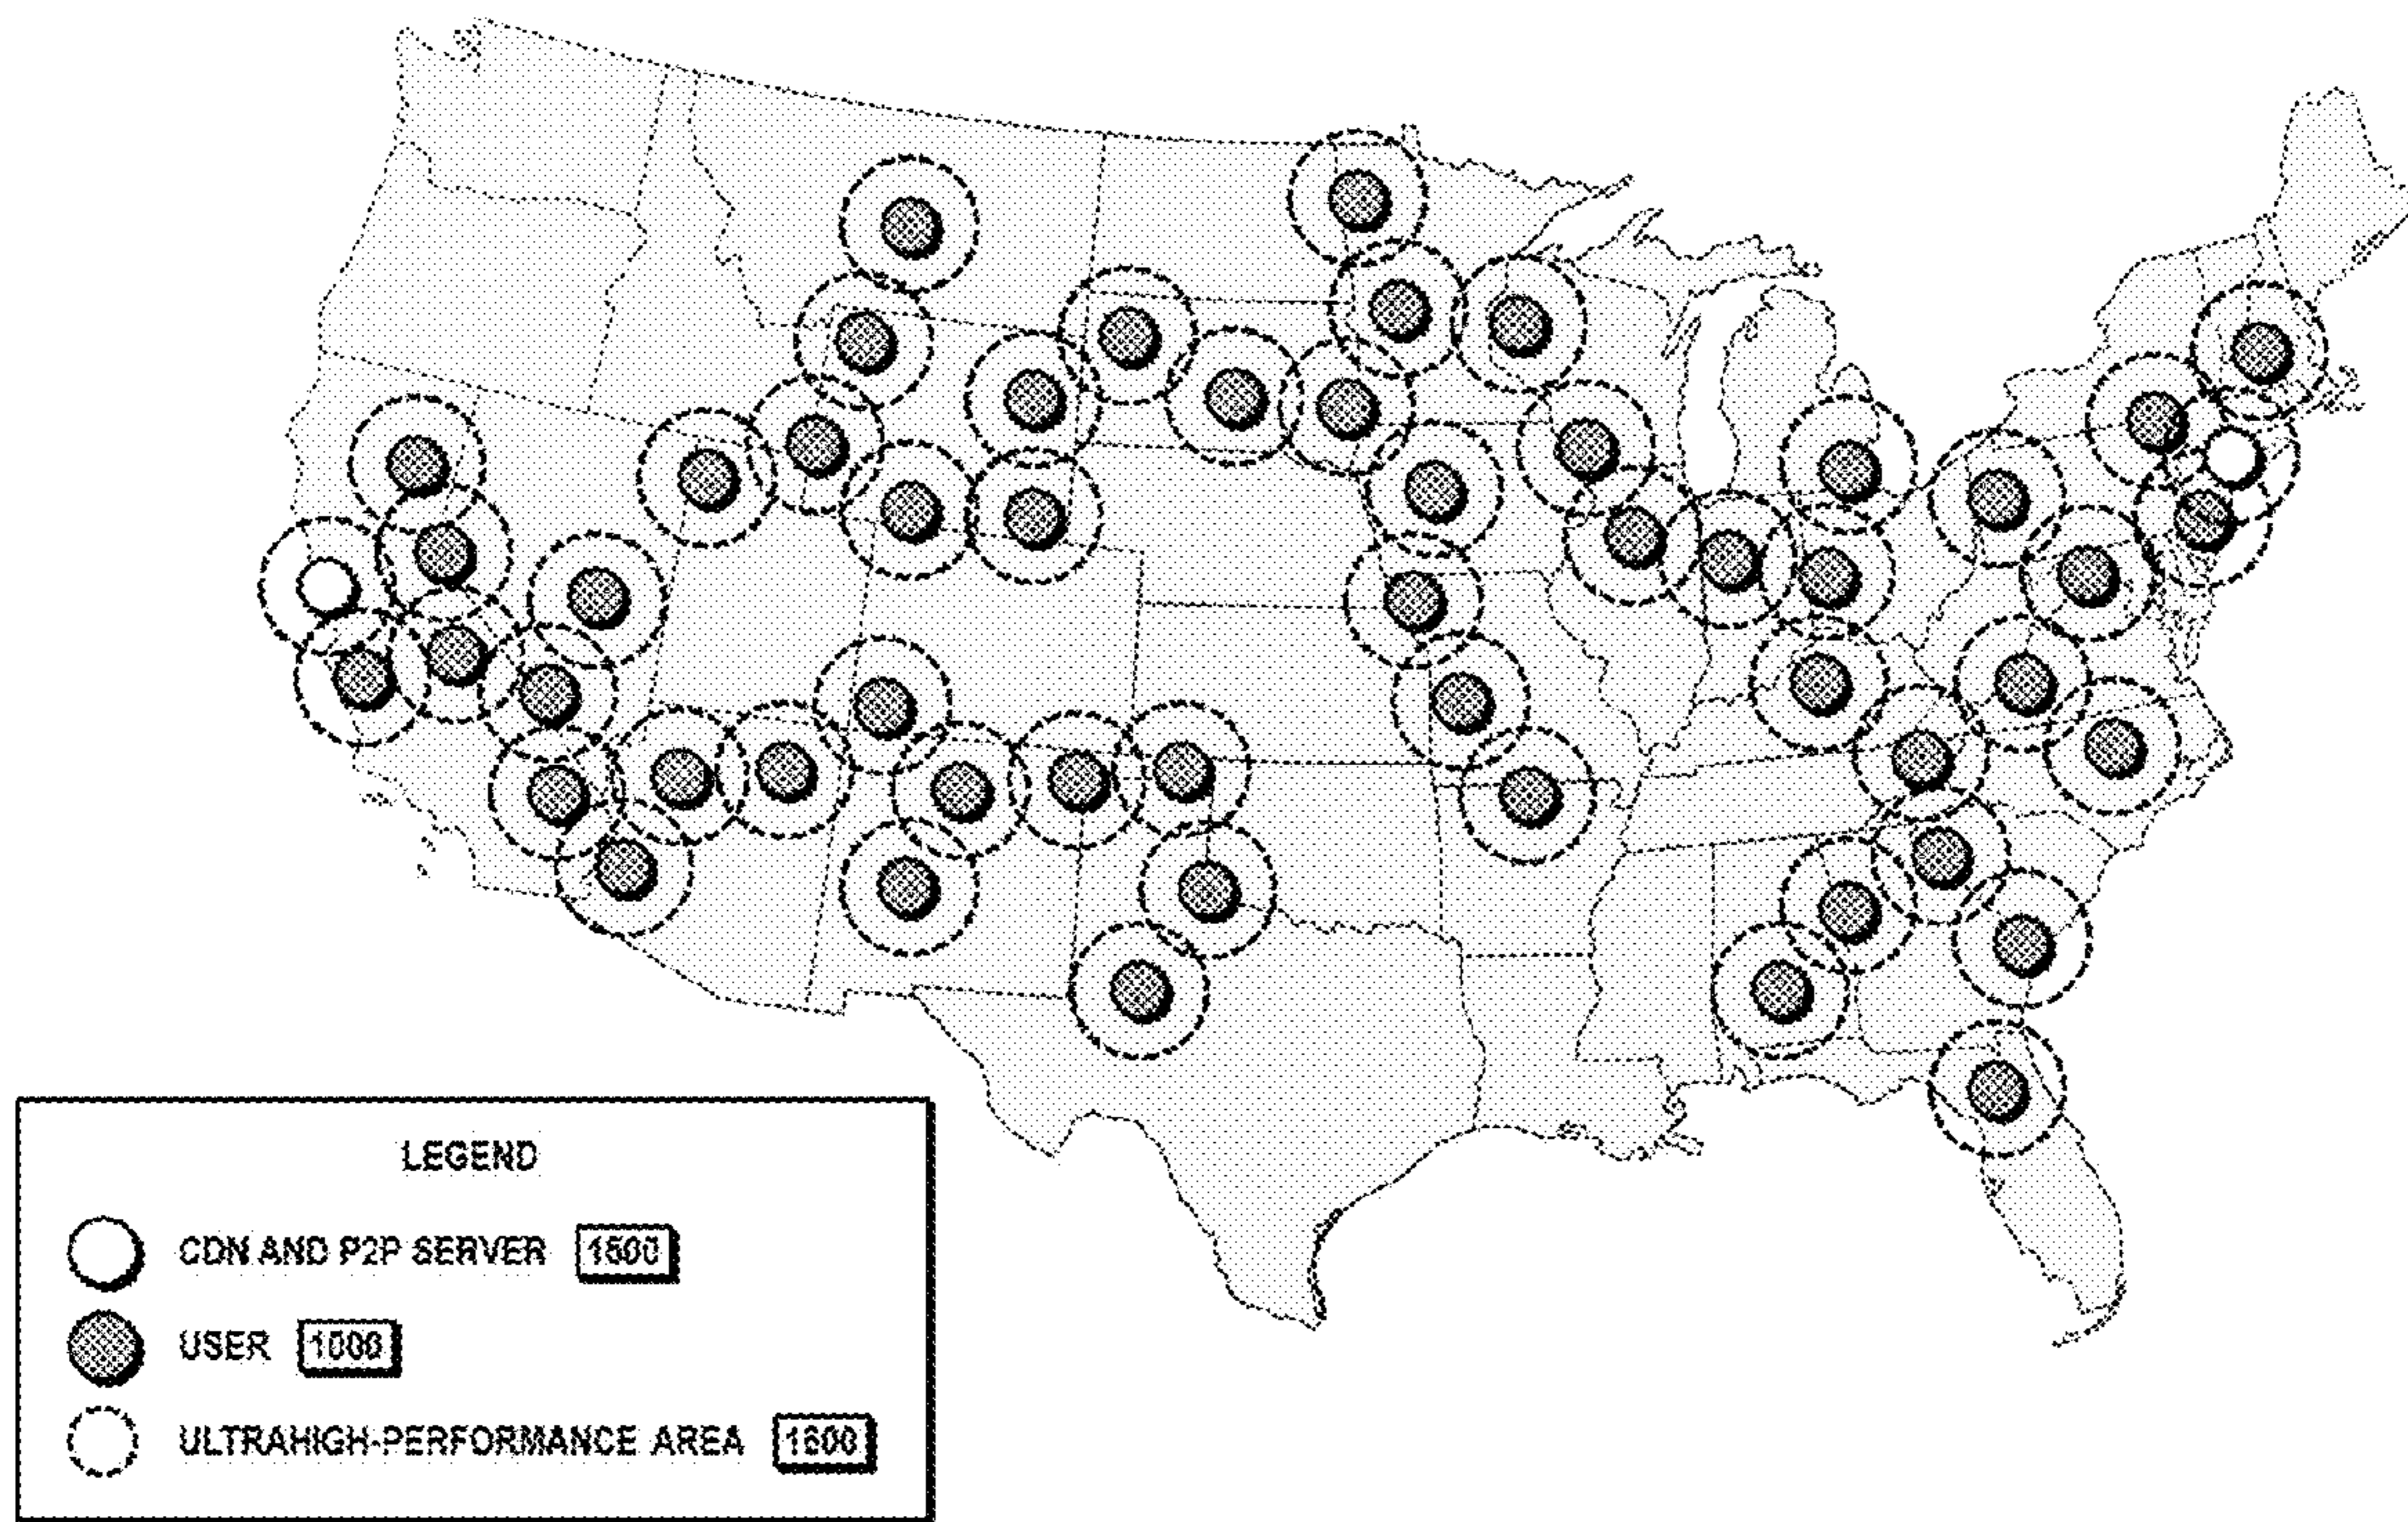 LEGEND
CDN AND P2P SERVER 1500
USER 1000
ULTRAHIGH-PERFORMANCE AREA 1600